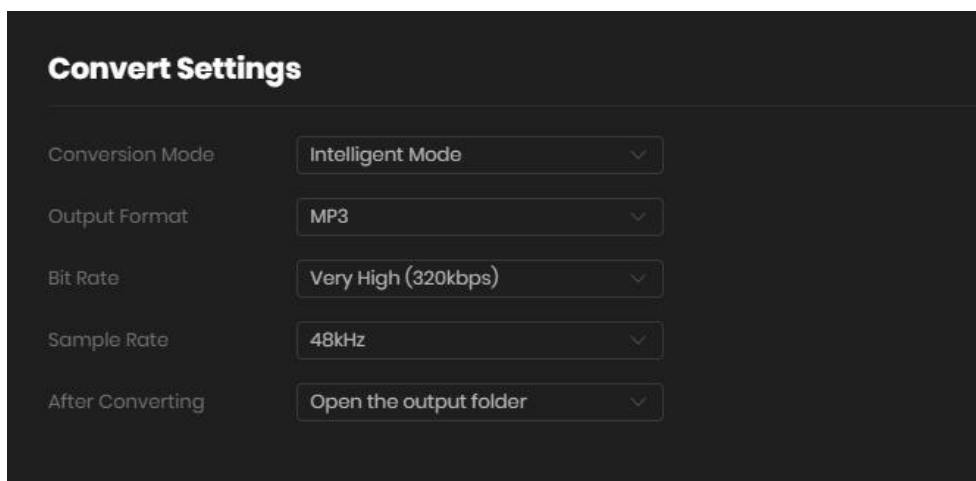 Convert Settings
Conversion Mode Intelligent Mode
Output Format MP3
Bit Rate Very High (320kbps)
Sample Rate 48kHz
After Converting Open the output folder